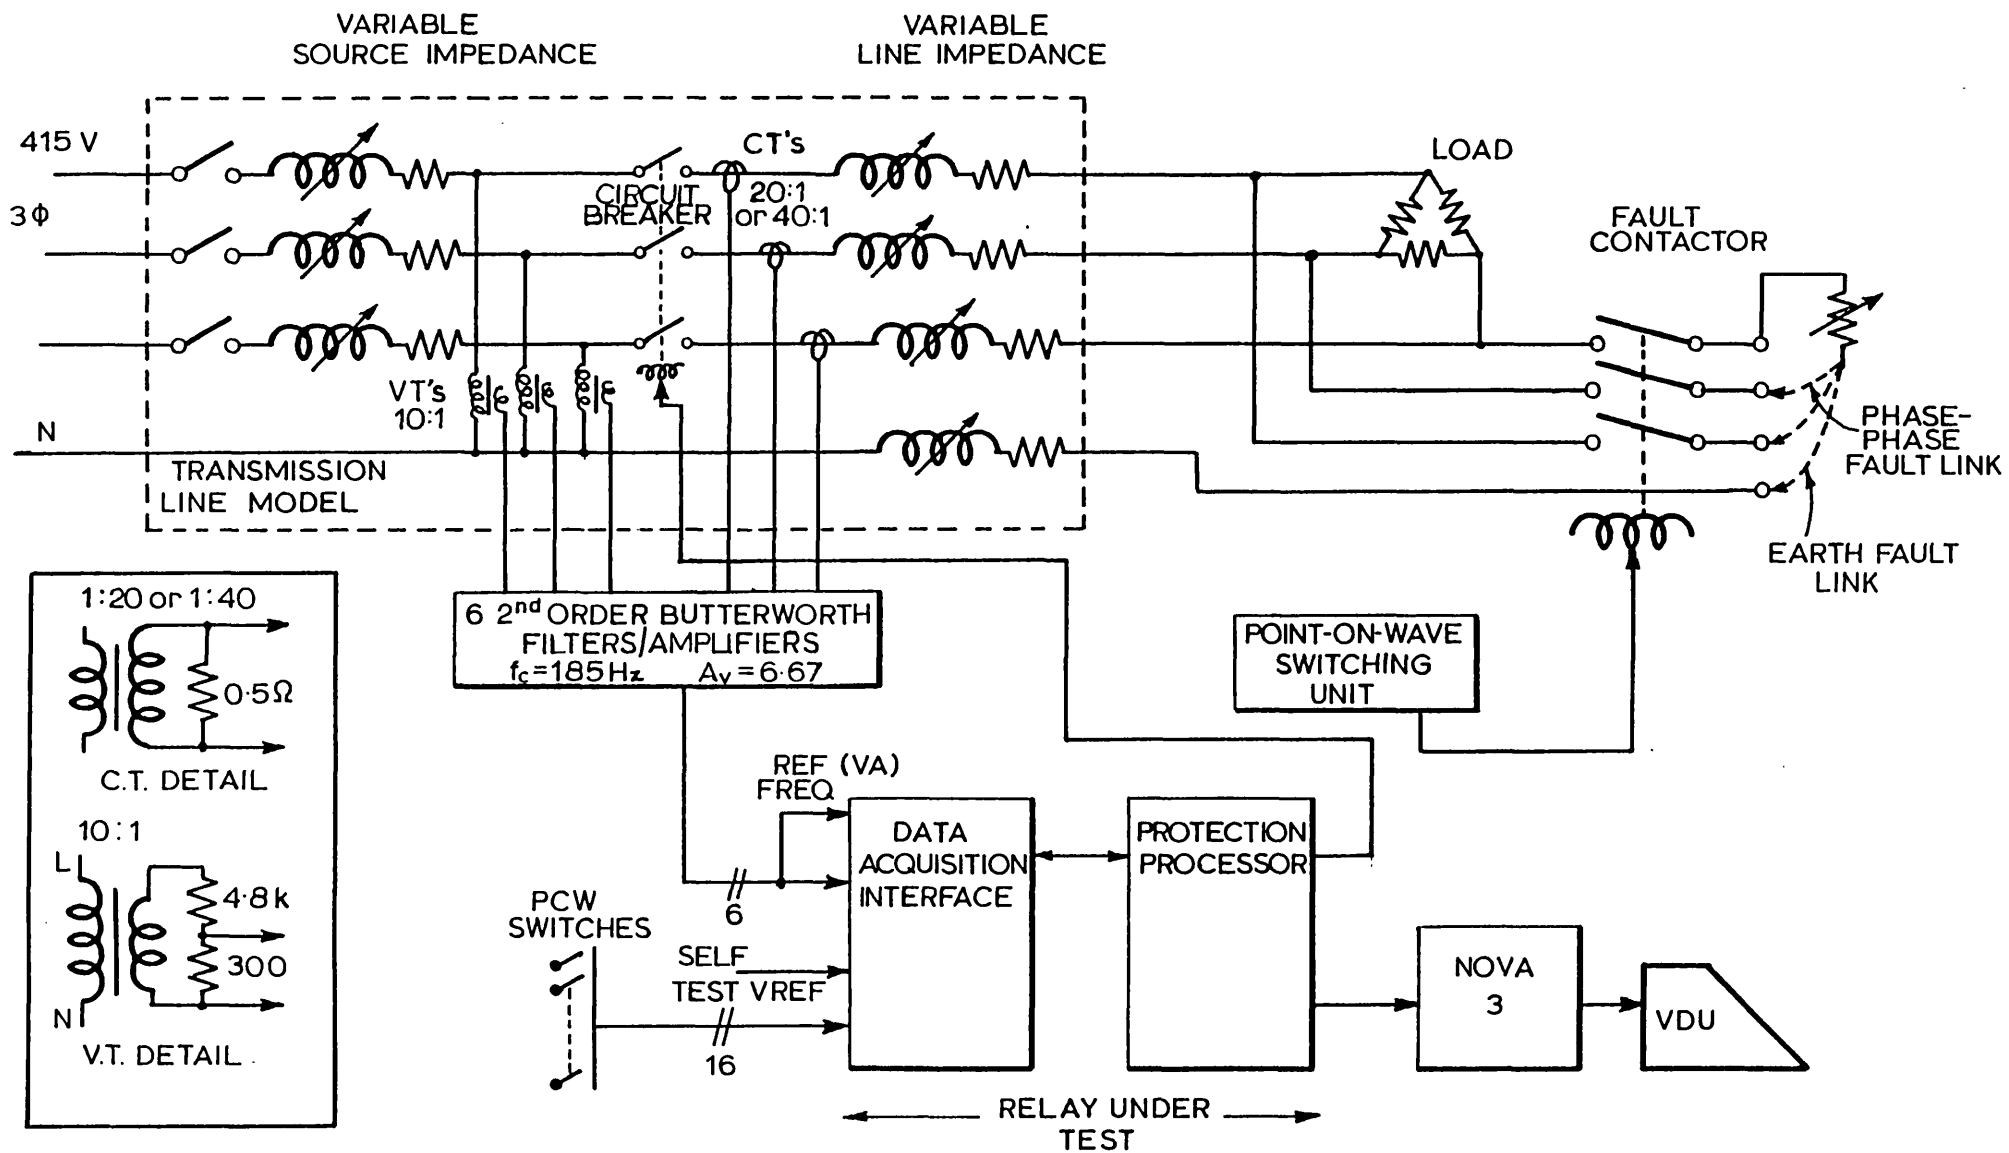 VARIABLE
SOURCE IMPEDANCE
VARIABLE
LINE IMPEDANCE
415 V
3Φ
N
CIRCUIT
BREAKER
CT's
20:1
or 40:1
VT's
10:1
TRANSMISSION
LINE MODEL
LOAD
FAULT
CONTACTOR
PHASE-
PHASE
FAULT LINK
EARTH FAULT
LINK
1:20 or 1:40
0·5Ω
C.T. DETAIL
10:1
L
4·8k
300
N
V.T. DETAIL
6 2nd ORDER BUTTERWORTH
FILTERS/AMPLIFIERS
fc=185Hz Av=6·67
POINT-ON-WAVE
SWITCHING
UNIT
REF (VA)
FREQ
6
PCW
SWITCHES
SELF
TEST VREF
16
DATA
ACQUISITION
INTERFACE
PROTECTION
PROCESSOR
NOVA
3
VDU
RELAY UNDER
TEST